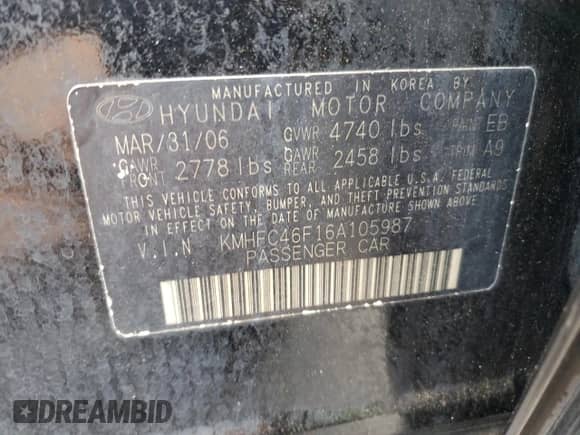 MANUFACTURED IN KOREA BY
HYUNDAI MOTOR COMPANY
MAR/31/06 GVWR 4740 lbs PAINT EB
GAWR FRONT 2778 lbs GAWR REAR 2458 lbs TRIM A9
THIS VEHICLE CONFORMS TO ALL APPLICABLE U.S.A. FEDERAL
MOTOR VEHICLE SAFETY, BUMPER, AND THEFT PREVENTION STANDARDS
IN EFFECT ON THE DATE OF MANUFACTURE SHOWN ABOVE
V.I.N KMHFC46F16A105987
PASSENGER CAR
DREAMBID